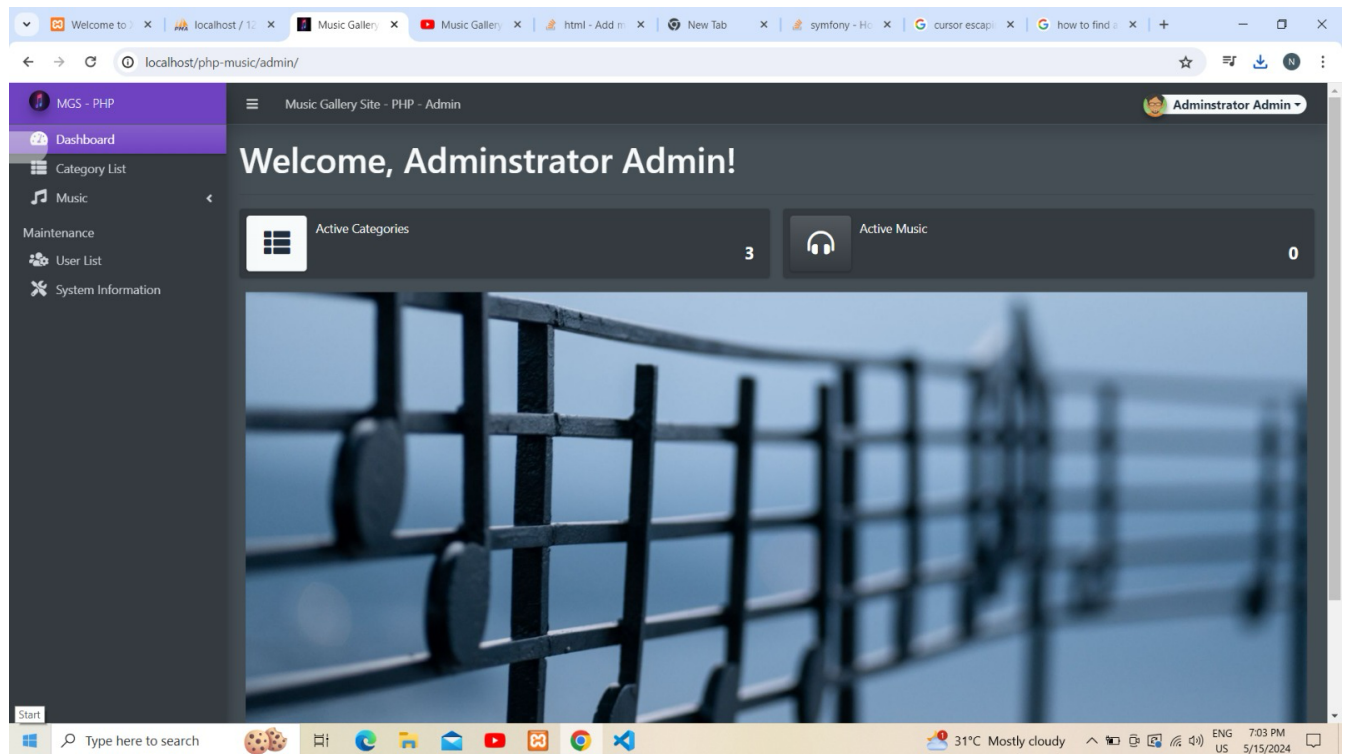 Welcome to X
localhost / 12
Music Gallery
Music Gallery
html - Add m
New Tab
symfony - Ho
cursor escapi
how to find a
localhost/php-music/admin/
N
MGS - PHP
Music Gallery Site - PHP - Admin
Adminstrator Admin
Dashboard
Category List
Music
Maintenance
User List
System Information
Welcome, Adminstrator Admin!
Active Categories
3
Active Music
0
Start
Type here to search
31°C Mostly cloudy
ENG
US
7:03 PM
5/15/2024